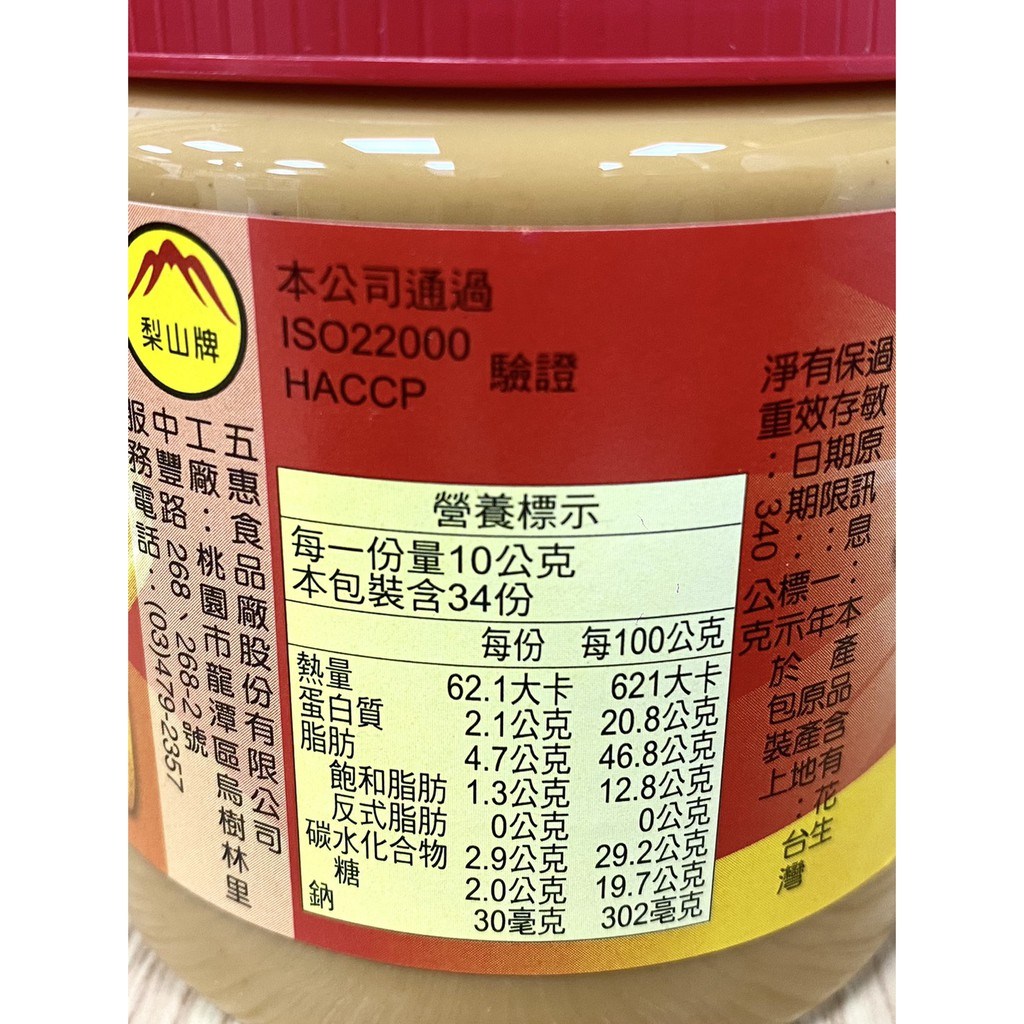 梨山牌
本公司通過
ISO22000
HACCP
驗證
五惠食品廠股份有限公司
工廠：桃園市龍潭區烏樹林里
中豐路 268、268-2號
服務電話：(03)479-2357
營養標示
每一份量10公克
本包裝含34份
每份 每100公克
熱量 62.1大卡 621大卡
蛋白質 2.1公克 20.8公克
脂肪 4.7公克 46.8公克
飽和脂肪 1.3公克 12.8公克
反式脂肪 0公克 0公克
碳水化合物 2.9公克 29.2公克
糖 2.0公克 19.7公克
鈉 30毫克 302毫克
過敏原訊息：本產品含有花生
保存期限：一年 原產地：台灣
有效日期：標示於包裝上
淨重：340公克